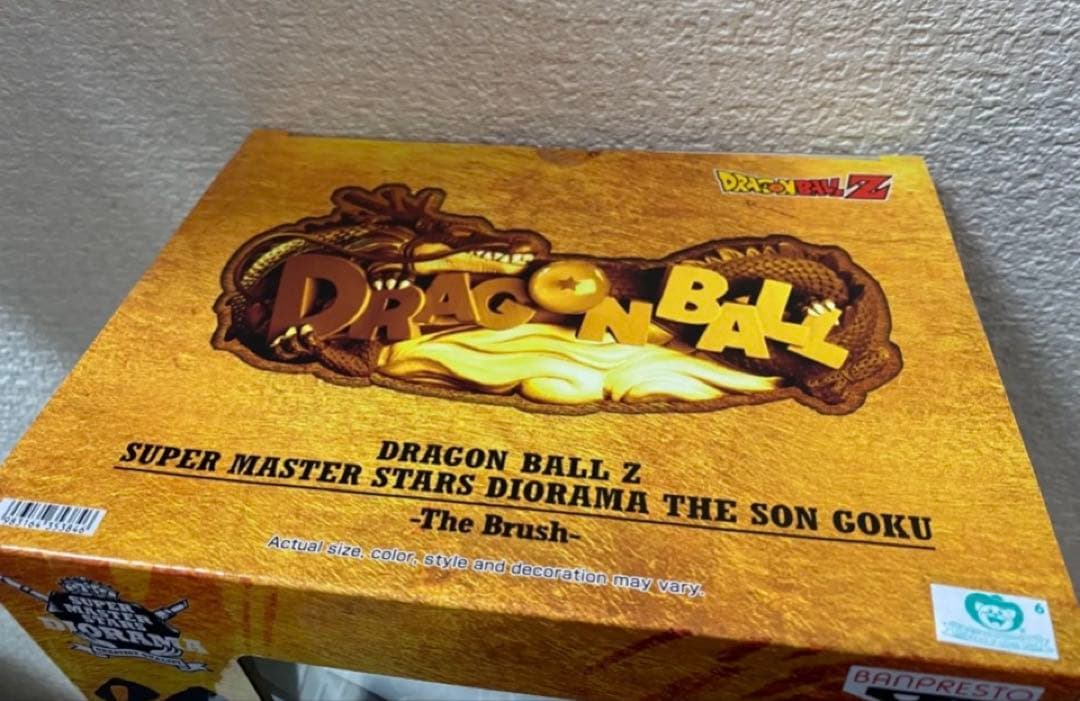 DRAGON BALL Z
DRAGON BALL
DRAGON BALL Z
SUPER MASTER STARS DIORAMA THE SON GOKU
-The Brush-
Actual size, color, style and decoration may vary.
6
SUPER
MASTER
STARS
DIORAMA
BANPRESTO